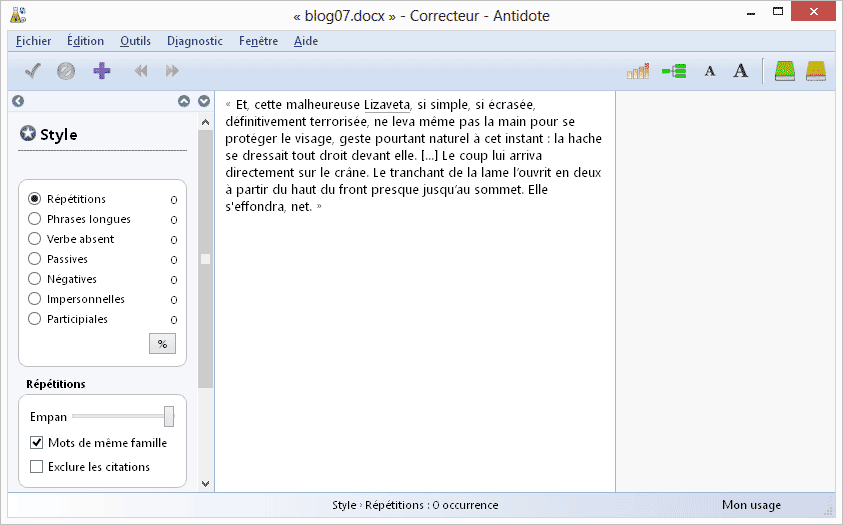 « blog07.docx » - Correcteur - Antidote
Fichier Édition Outils Diagnostic Fenêtre Aide
A A
Style
Répétitions 0
Phrases longues 0
Verbe absent 0
Passives 0
Négatives 0
Impersonnelles 0
Participiales 0
%
Répétitions
Empan
Mots de même famille
Exclure les citations
« Et, cette malheureuse Lizaveta, si simple, si écrasée,
définitivement terrorisée, ne leva même pas la main pour se
protéger le visage, geste pourtant naturel à cet instant : la hache
se dressait tout droit devant elle. [...] Le coup lui arriva
directement sur le crâne. Le tranchant de la lame l’ouvrit en deux
à partir du haut du front presque jusqu’au sommet. Elle
s'effondra, net. »
Style › Répétitions : 0 occurrence
Mon usage